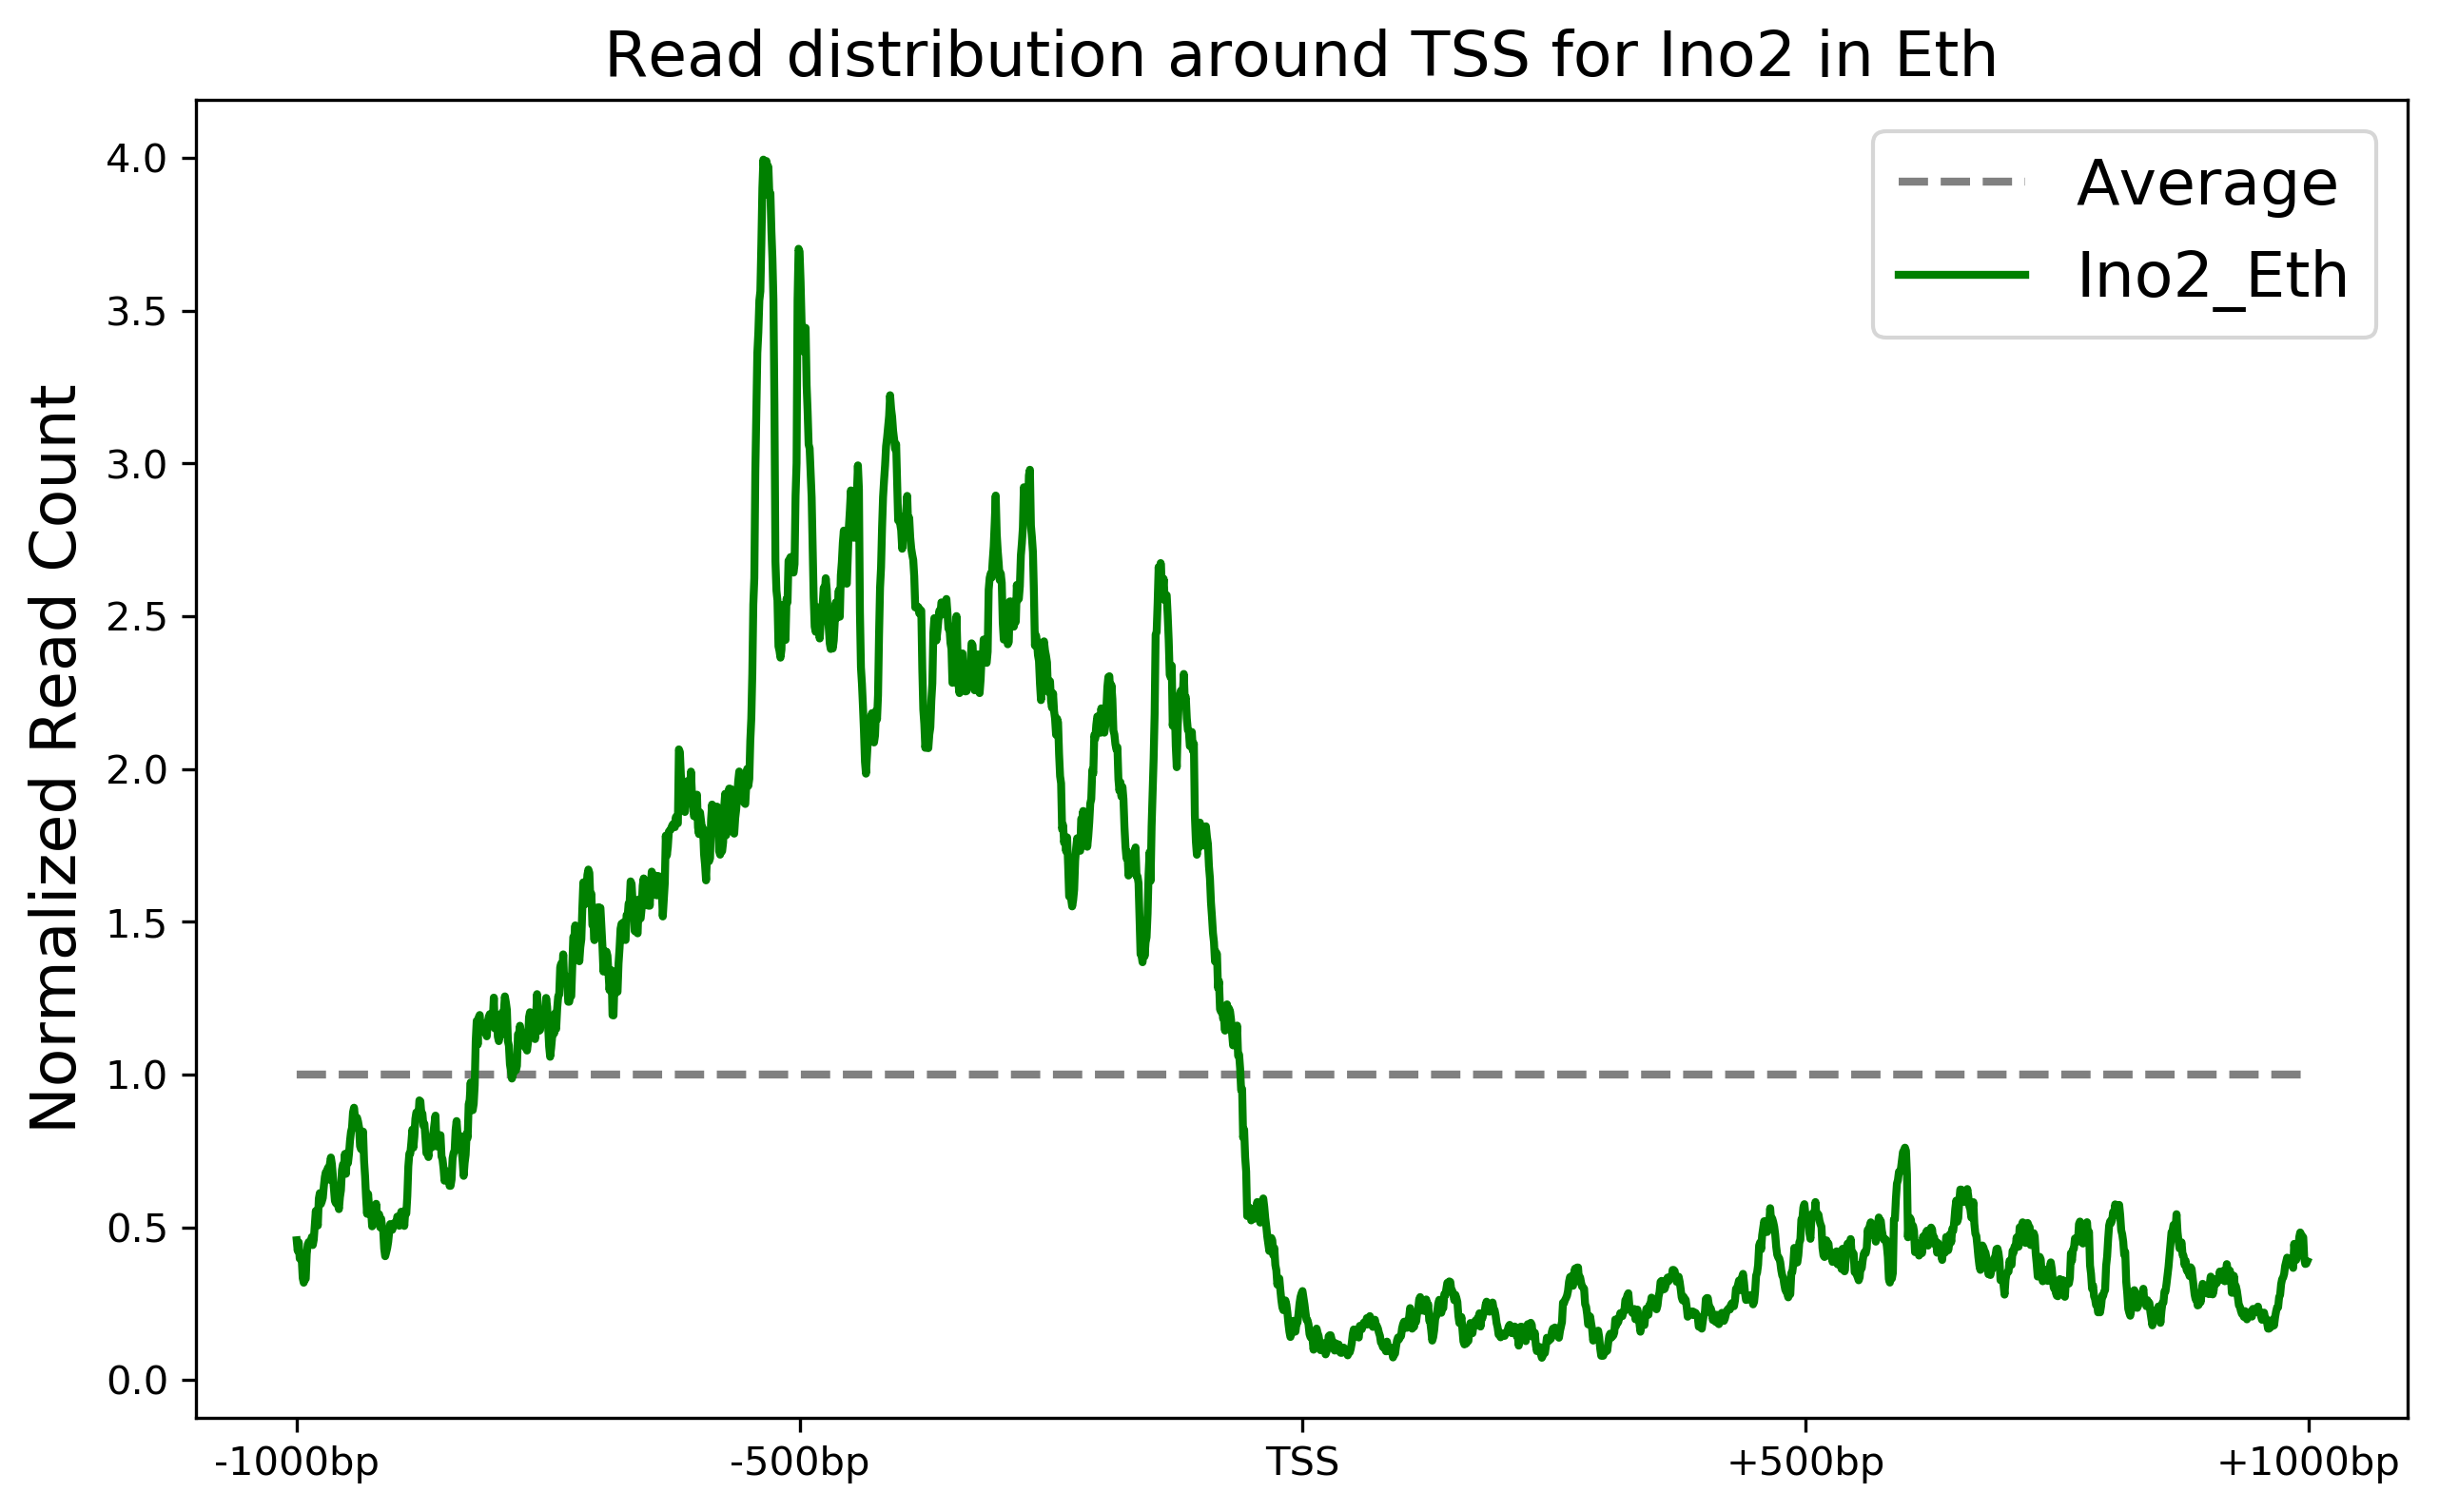 Read distribution around TSS for Ino2 in Eth
Average
Ino2_Eth
Normalized Read Count
4.0
3.5
3.0
2.5
2.0
1.5
1.0
0.5
0.0
-1000bp
-500bp
TSS
+500bp
+1000bp